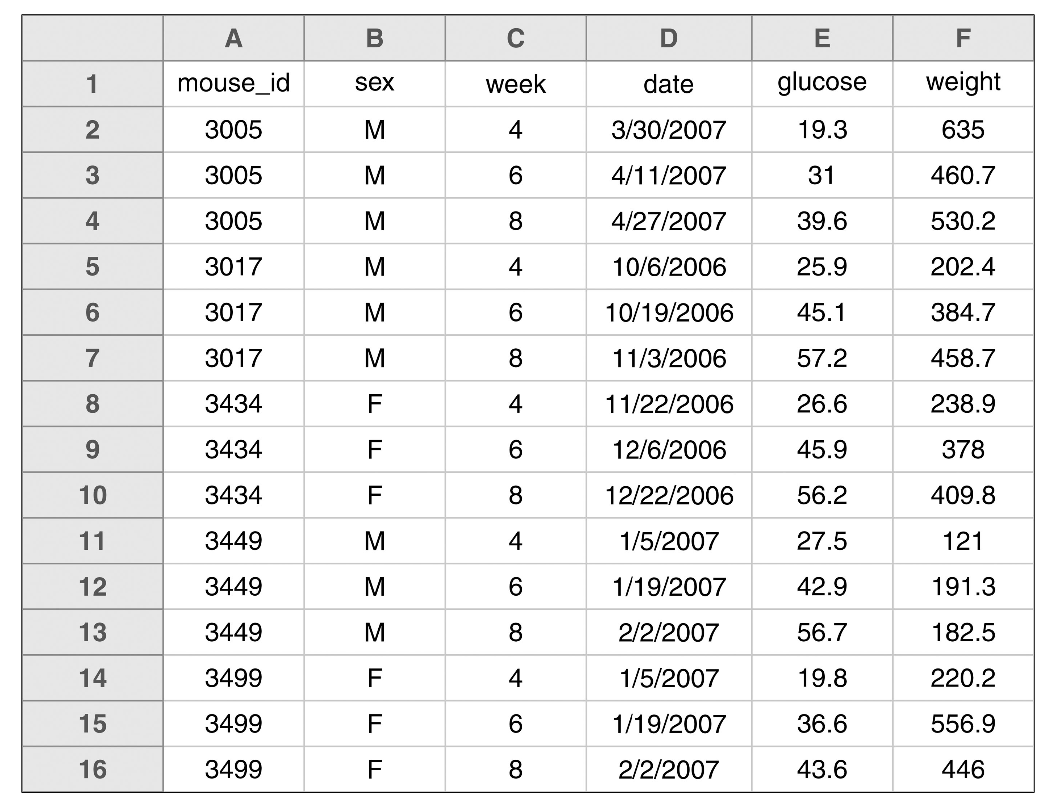 A B C D E F
1 mouse_id sex week date glucose weight
2 3005 M 4 3/30/2007 19.3 635
3 3005 M 6 4/11/2007 31 460.7
4 3005 M 8 4/27/2007 39.6 530.2
5 3017 M 4 10/6/2006 25.9 202.4
6 3017 M 6 10/19/2006 45.1 384.7
7 3017 M 8 11/3/2006 57.2 458.7
8 3434 F 4 11/22/2006 26.6 238.9
9 3434 F 6 12/6/2006 45.9 378
10 3434 F 8 12/22/2006 56.2 409.8
11 3449 M 4 1/5/2007 27.5 121
12 3449 M 6 1/19/2007 42.9 191.3
13 3449 M 8 2/2/2007 56.7 182.5
14 3499 F 4 1/5/2007 19.8 220.2
15 3499 F 6 1/19/2007 36.6 556.9
16 3499 F 8 2/2/2007 43.6 446